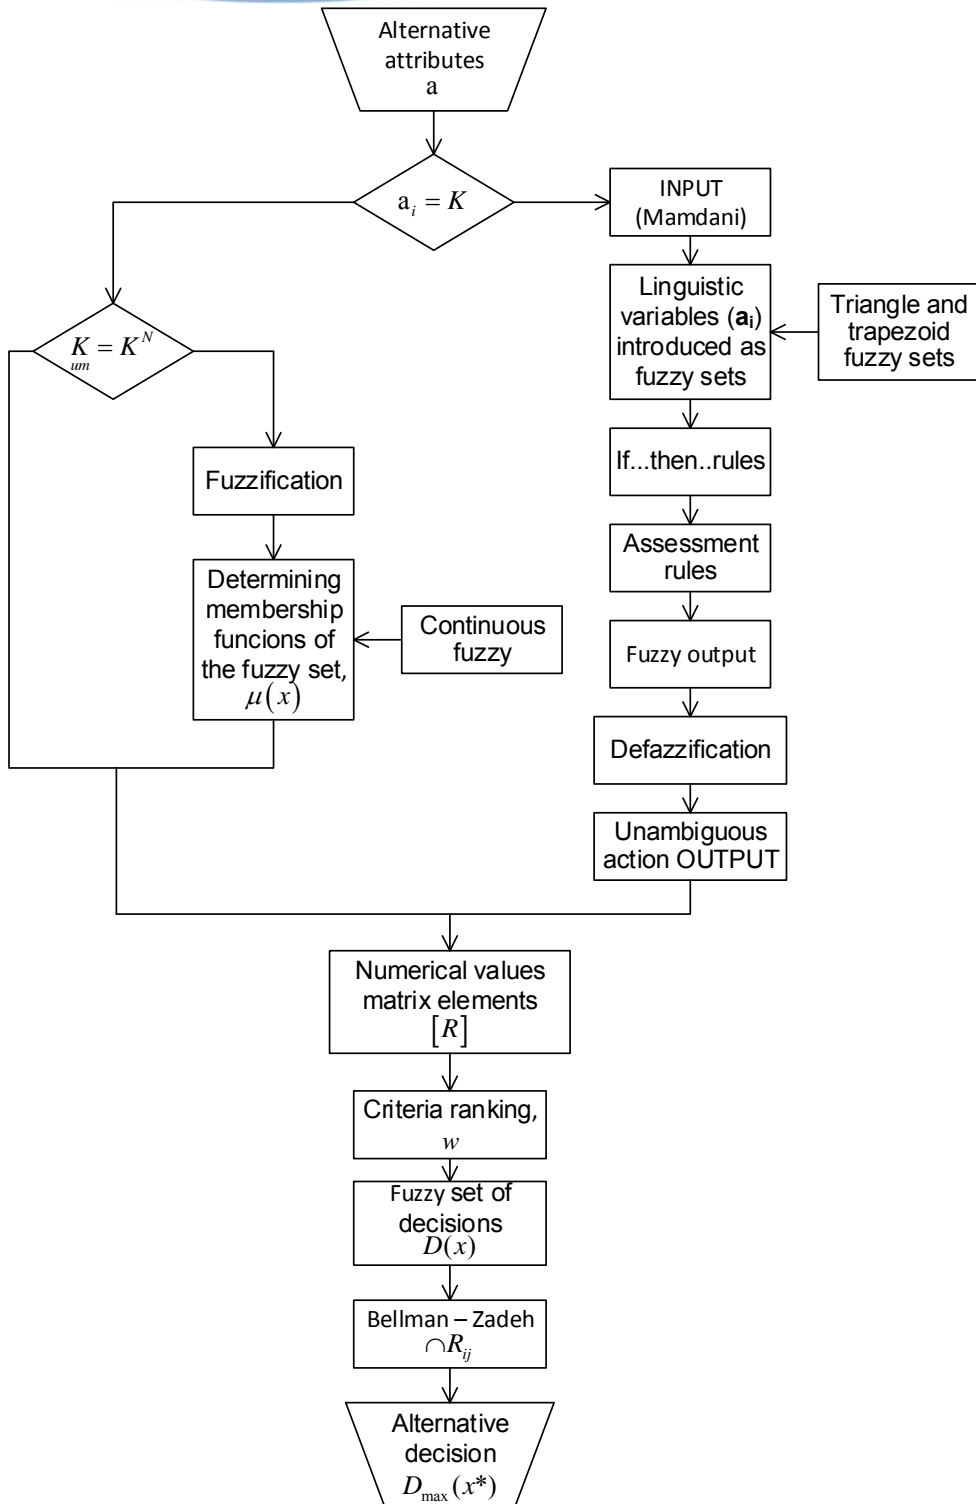 Alternative
attributes
a
a_i = K
INPUT
(Mamdani)
Linguistic
variables (a_i)
introduced as
fuzzy sets
Triangle and
trapezoid
fuzzy sets
K = K^N
um
If...then..rules
Fuzzification
Assessment
rules
Determining
membership
funcions of
the fuzzy set,
μ(x)
Continuous
fuzzy
Fuzzy output
Defazzification
Unambiguous
action OUTPUT
Numerical values
matrix elements
[R]
Criteria ranking,
w
Fuzzy set of
decisions
D(x)
Bellman – Zadeh
∩R_ij
Alternative
decision
D_max(x*)